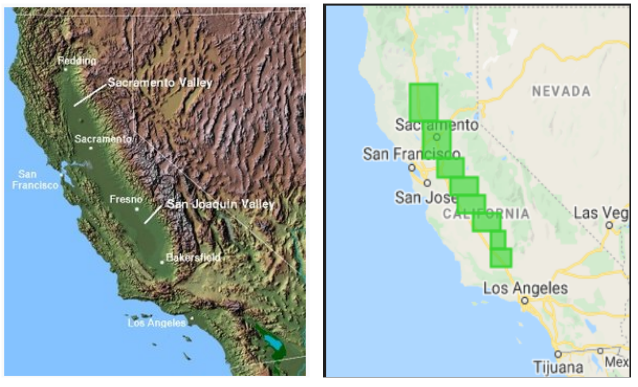 Redding
Sacramento Valley
Sacramento
San
Francisco
Fresno
San Joaquin Valley
Bakersfield
Los Angeles
NEVADA
Sacramento
San Francisco
San Jose
CALIFORNIA
Las Veg
Los Angeles
Tijuana
Mex